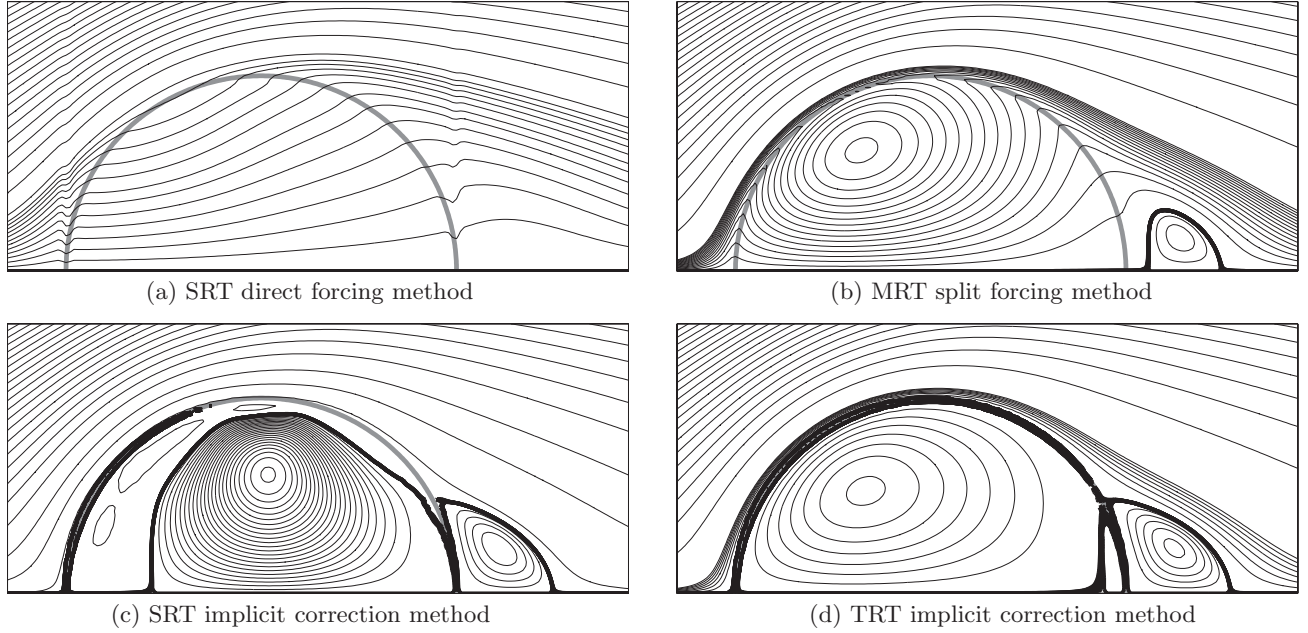 (a) SRT direct forcing method
(b) MRT split forcing method
(c) SRT implicit correction method
(d) TRT implicit correction method